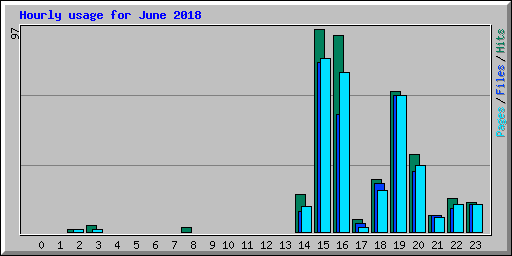 Hourly usage for June 2018
97
Pages/Files/Hits
0 1 2 3 4 5 6 7 8 9 10 11 12 13 14 15 16 17 18 19 20 21 22 23